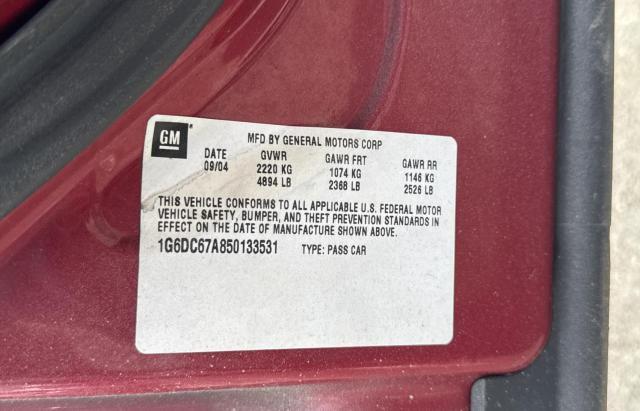 GM
MFD BY GENERAL MOTORS CORP
DATE GVWR GAWR FRT GAWR RR
09/04 2220 KG 1074 KG 1146 KG
4894 LB 2368 LB 2526 LB
THIS VEHICLE CONFORMS TO ALL APPLICABLE U.S. FEDERAL MOTOR
VEHICLE SAFETY, BUMPER, AND THEFT PREVENTION STANDARDS IN
EFFECT ON THE DATE OF MANUFACTURE SHOWN ABOVE.
1G6DC67A850133531 TYPE: PASS CAR